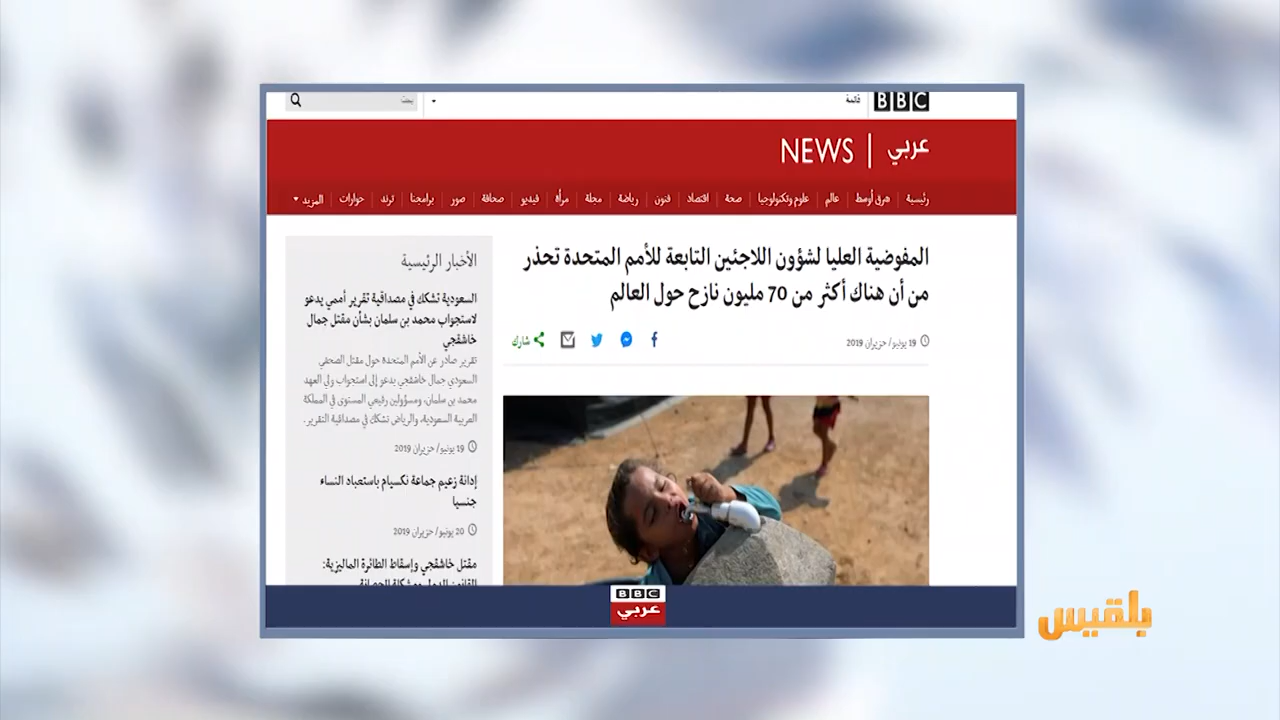 BBC
قائمة
بحث
عربي | NEWS
رئيسية
شرق أوسط
عالم
علوم وتكنولوجيا
صحة
اقتصاد
فنون
رياضة
مجلة
مرأة
فيديو
صحافة
صور
برامجنا
ترند
حوارات
المزيد
المفوضية العليا لشؤون اللاجئين التابعة للأمم المتحدة تحذر
من أن هناك أكثر من 70 مليون نازح حول العالم
19 يونيو/ حزيران 2019
شارك
الأخبار الرئيسية
السعودية تشكك في مصداقية تقرير أممي يدعو
لاستجواب محمد بن سلمان بشأن مقتل جمال
خاشقجي
تقرير صادر عن الأمم المتحدة حول مقتل الصحفي
السعودي جمال خاشقجي يدعو إلى استجواب ولي العهد
محمد بن سلمان، ومسؤولين رفيعي المستوى في المملكة
العربية السعودية، والرياض تشكك في مصداقية التقرير.
19 يونيو/ حزيران 2019
إدانة زعيم جماعة نكسيام باستعباد النساء
جنسيا
20 يونيو/ حزيران 2019
مقتل خاشقجي وإسقاط الطائرة الماليزية:
BBC
عربي
بلقيس